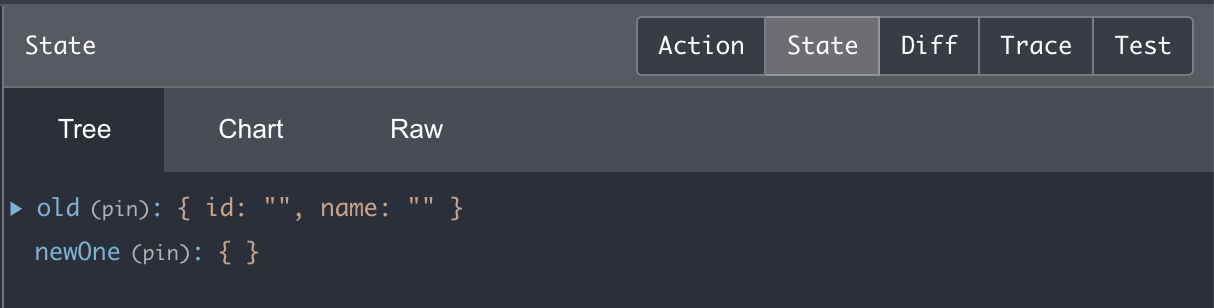 State Action State Diff Trace Test
Tree Chart Raw
old (pin): { id: "", name: "" }
newOne (pin): { }